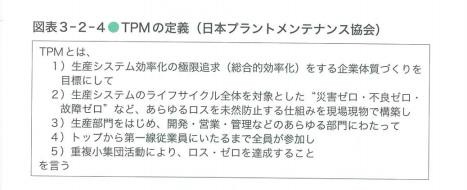 図表3-2-4●TPMの定義（日本プラントメンテナンス協会）
TPMとは、
1）生産システム効率化の極限追求（総合的効率化）をする企業体質づくりを
目標にして
2）生産システムのライフサイクル全体を対象とした“災害ゼロ・不良ゼロ・
故障ゼロ”など、あらゆるロスを未然防止する仕組みを現場現物で構築し
3）生産部門をはじめ、開発・営業・管理などのあらゆる部門にわたって
4）トップから第一線従業員にいたるまで全員が参加し
5）重複小集団活動により、ロス・ゼロを達成すること
を言う